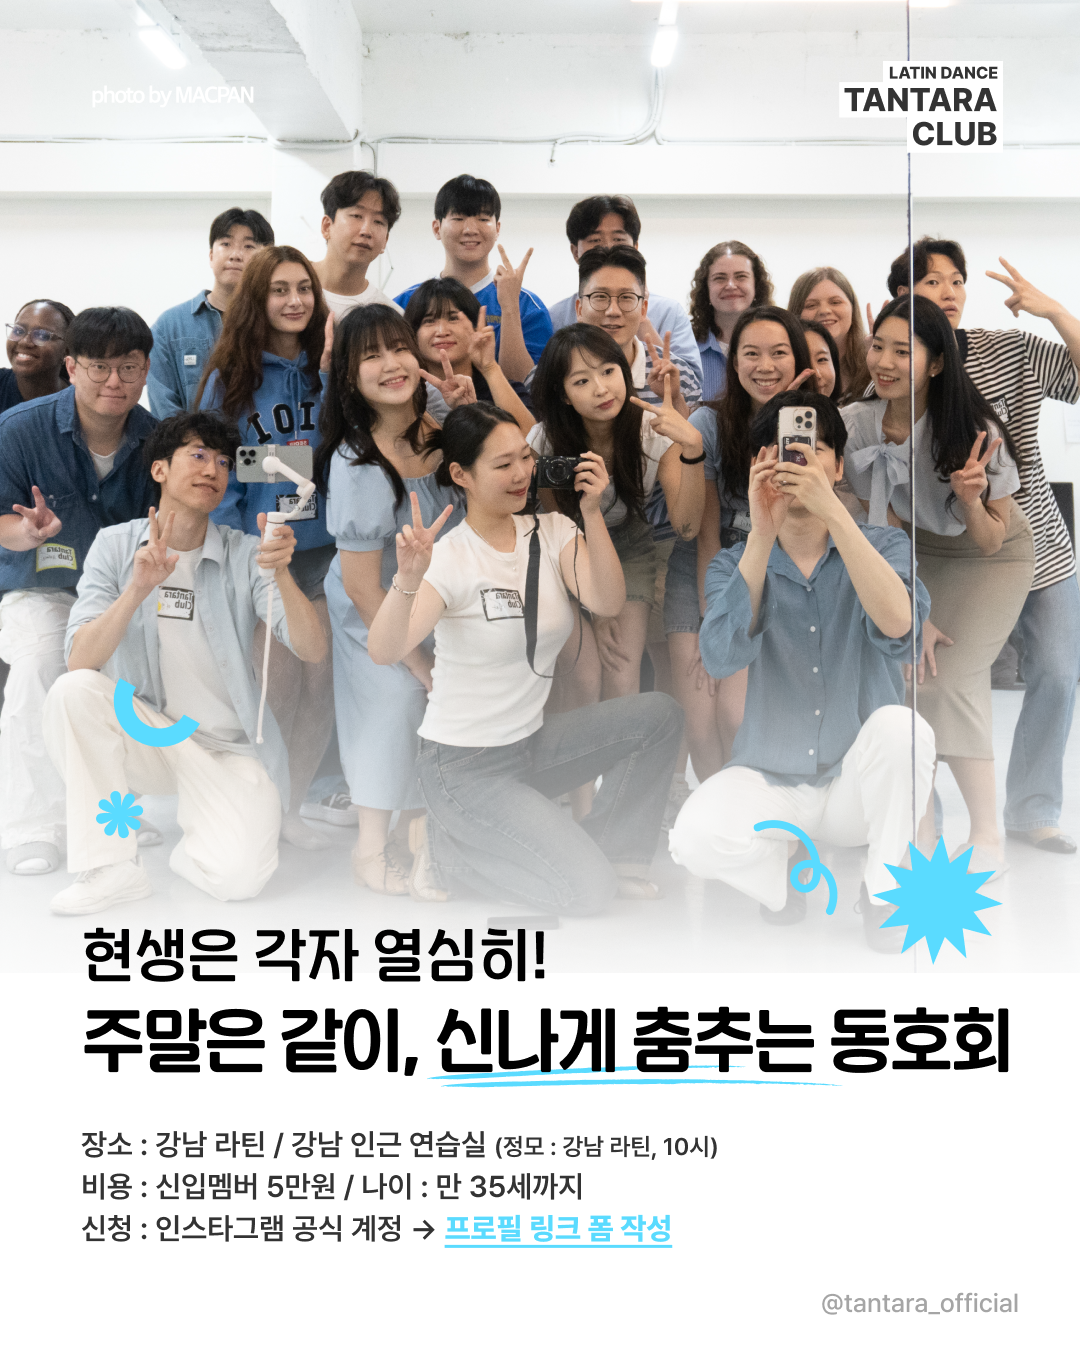 photo by MACPAN
LATIN DANCE
TANTARA
CLUB
현생은 각자 열심히!
주말은 같이, 신나게 춤추는 동호회
장소 : 강남 라틴 / 강남 인근 연습실 (정모 : 강남 라틴, 10시)
비용 : 신입멤버 5만원 / 나이 : 만 35세까지
신청 : 인스타그램 공식 계정 → 프로필 링크 폼 작성
@tantara_official